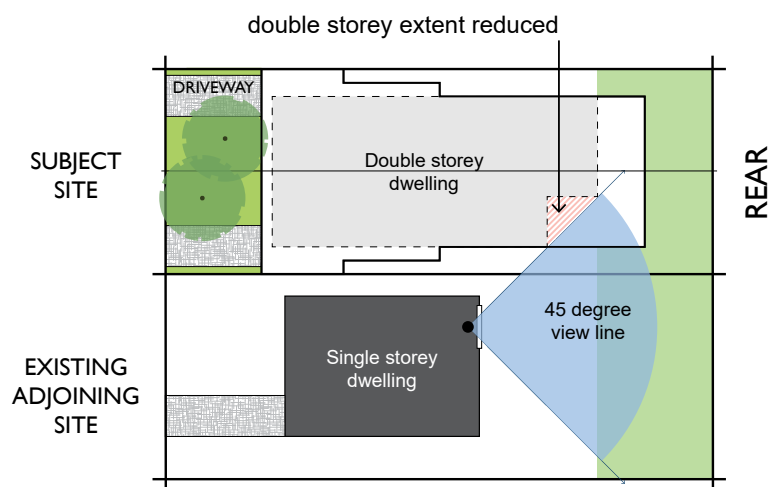 double storey extent reduced
DRIVEWAY
SUBJECT
SITE
Double storey
dwelling
REAR
45 degree
view line
EXISTING
ADJOINING
SITE
Single storey
dwelling